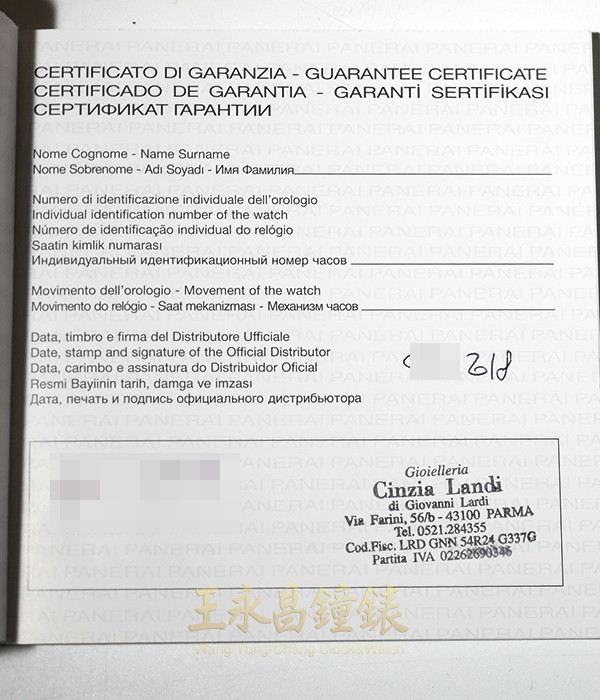 CERTIFICATO DI GARANZIA - GUARANTEE CERTIFICATE
CERTIFICADO DE GARANTIA - GARANTİ SERTİFİKASI
СЕРТИФИКАТ ГАРАНТИИ
Nome Cognome - Name Surname
Nome Sobrenome - Adı Soyadı - Имя Фамилия
Numero di identificazione individuale dell'orologio
Individual identification number of the watch
Número de identificação individual do relógio
Saatin kimlik numarası
Индивидуальный идентификационный номер часов
Movimento dell'orologio - Movement of the watch
Movimento do relógio - Saat mekanizması - Механизм часов
Data, timbro e firma del Distributore Ufficiale
Date, stamp and signature of the Official Distributor
Data, carimbo e assinatura do Distribuidor Oficial
Resmi Bayiinin tarih, damga ve imzası
Дата, печать и подпись официального дистрибьютора
Gioielleria
Cinzia Landi
di Giovanni Lardi
Via Farini, 56/b - 43100 PARMA
Tel. 0521.284355
Cod.Fisc. LRD GNN 54R24 G337G
Partita IVA 02262690346
王永昌鐘錶
Wang Yung-Chang Clock&Watch